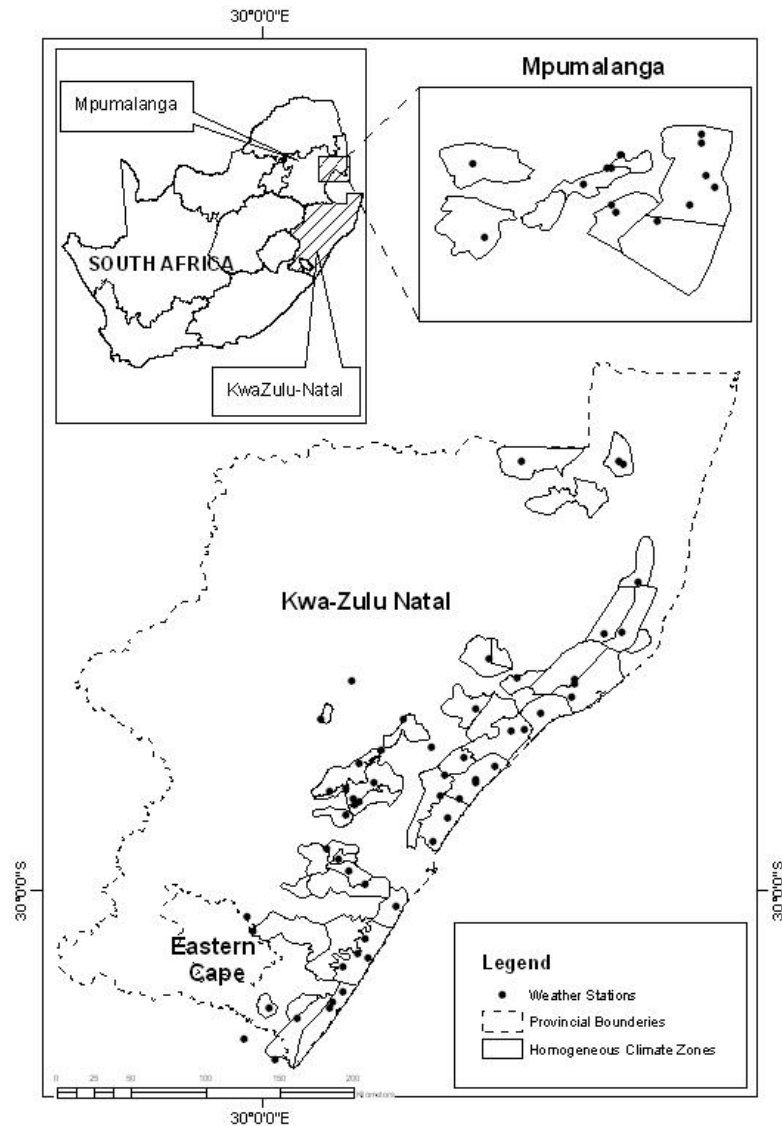 30°0'0"E
Mpumalanga
Mpumalanga
SOUTH AFRICA
KwaZulu-Natal
Kwa-Zulu Natal
30°0'0"S
30°0'0"S
Eastern
Cape
Legend
Weather Stations
Provincial Bounderies
Homogeneous Climate Zones
0 25 50 100 150 200
Kilometers
30°0'0"E